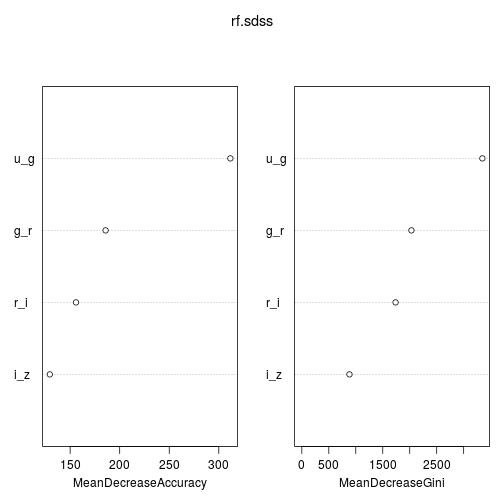 rf.sdss
u_g
g_r
r_i
i_z
150 200 250 300
MeanDecreaseAccuracy
u_g
g_r
r_i
i_z
0 500 1500 2500
MeanDecreaseGini